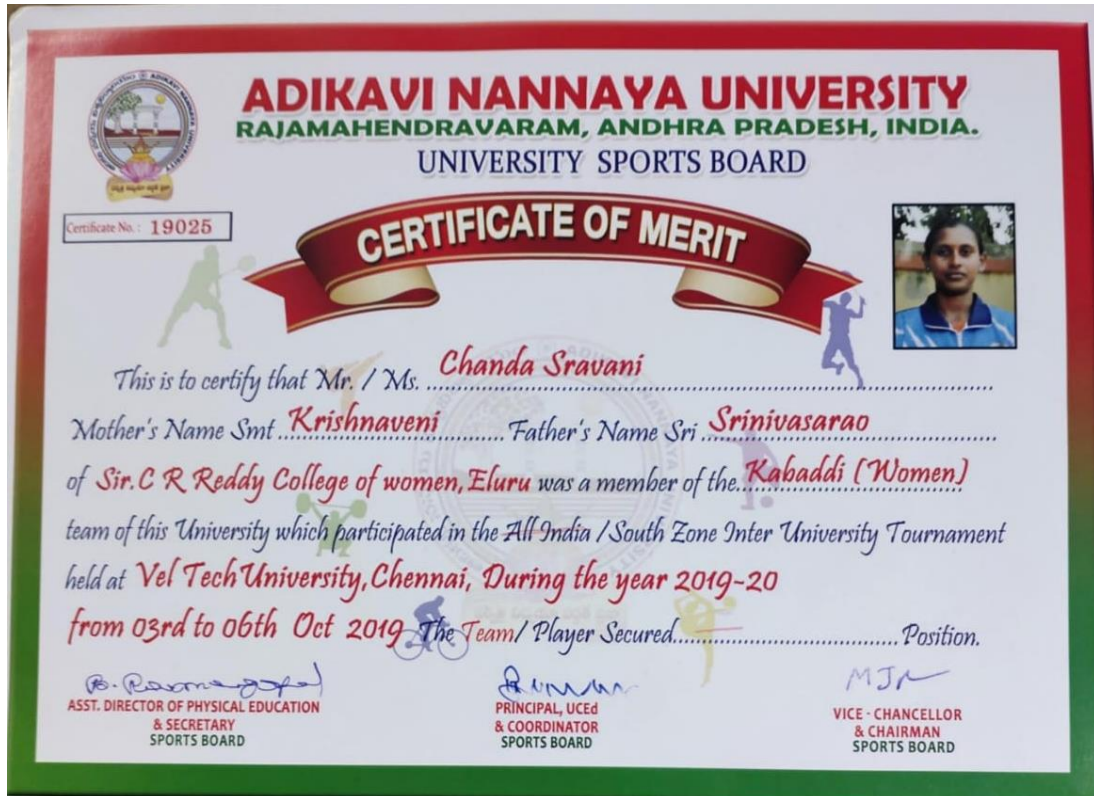 ADIKAVI NANNAYA UNIVERSITY
RAJAMAHENDRAVARAM, ANDHRA PRADESH, INDIA.
UNIVERSITY SPORTS BOARD
Certificate No. : 19025
CERTIFICATE OF MERIT
This is to certify that Mr. / Ms. Chanda Sravani
Mother's Name Smt Krishnaveni Father's Name Sri Srinivasarao
of Sir.C R Reddy College of women, Eluru was a member of the Kabaddi (Women)
team of this University which participated in the All India / South Zone Inter University Tournament
held at Vel Tech University, Chennai, During the year 2019-20
from 03rd to 06th Oct 2019 The Team/ Player Secured Position.
ASST. DIRECTOR OF PHYSICAL EDUCATION
& SECRETARY
SPORTS BOARD
PRINCIPAL, UCEd
& COORDINATOR
SPORTS BOARD
VICE - CHANCELLOR
& CHAIRMAN
SPORTS BOARD